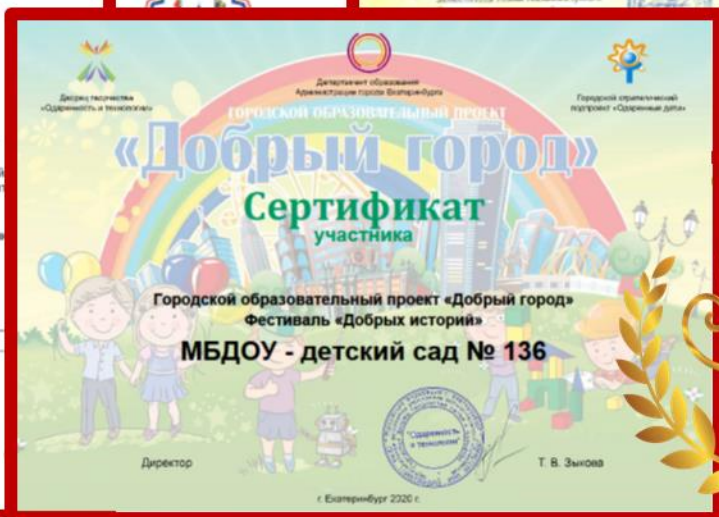 Дворец творчества
«Одаренность и технологии»
Департамент образования
Администрации города Екатеринбурга
Городской стратегический
подпроект «Одаренные дети»
ГОРОДСКОЙ ОБРАЗОВАТЕЛЬНЫЙ ПРОЕКТ
«Добрый город»
Сертификат
участника
Городской образовательный проект «Добрый город»
Фестиваль «Добрых историй»
МБДОУ - детский сад № 136
"Одаренность
и технологии"
Директор
Т. В. Зыкова
г. Екатеринбург 2020 г.